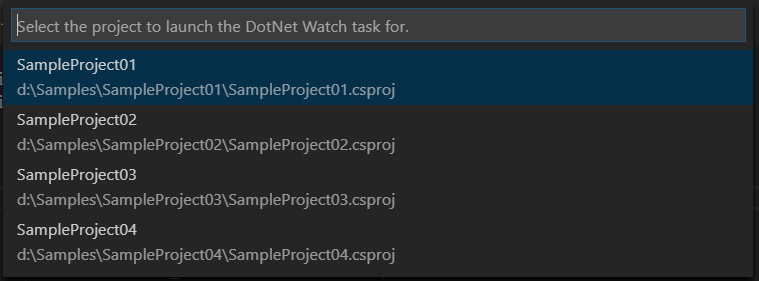 Select the project to launch the DotNet Watch task for.
SampleProject01
d:\Samples\SampleProject01\SampleProject01.csproj
SampleProject02
d:\Samples\SampleProject02\SampleProject02.csproj
SampleProject03
d:\Samples\SampleProject03\SampleProject03.csproj
SampleProject04
d:\Samples\SampleProject04\SampleProject04.csproj